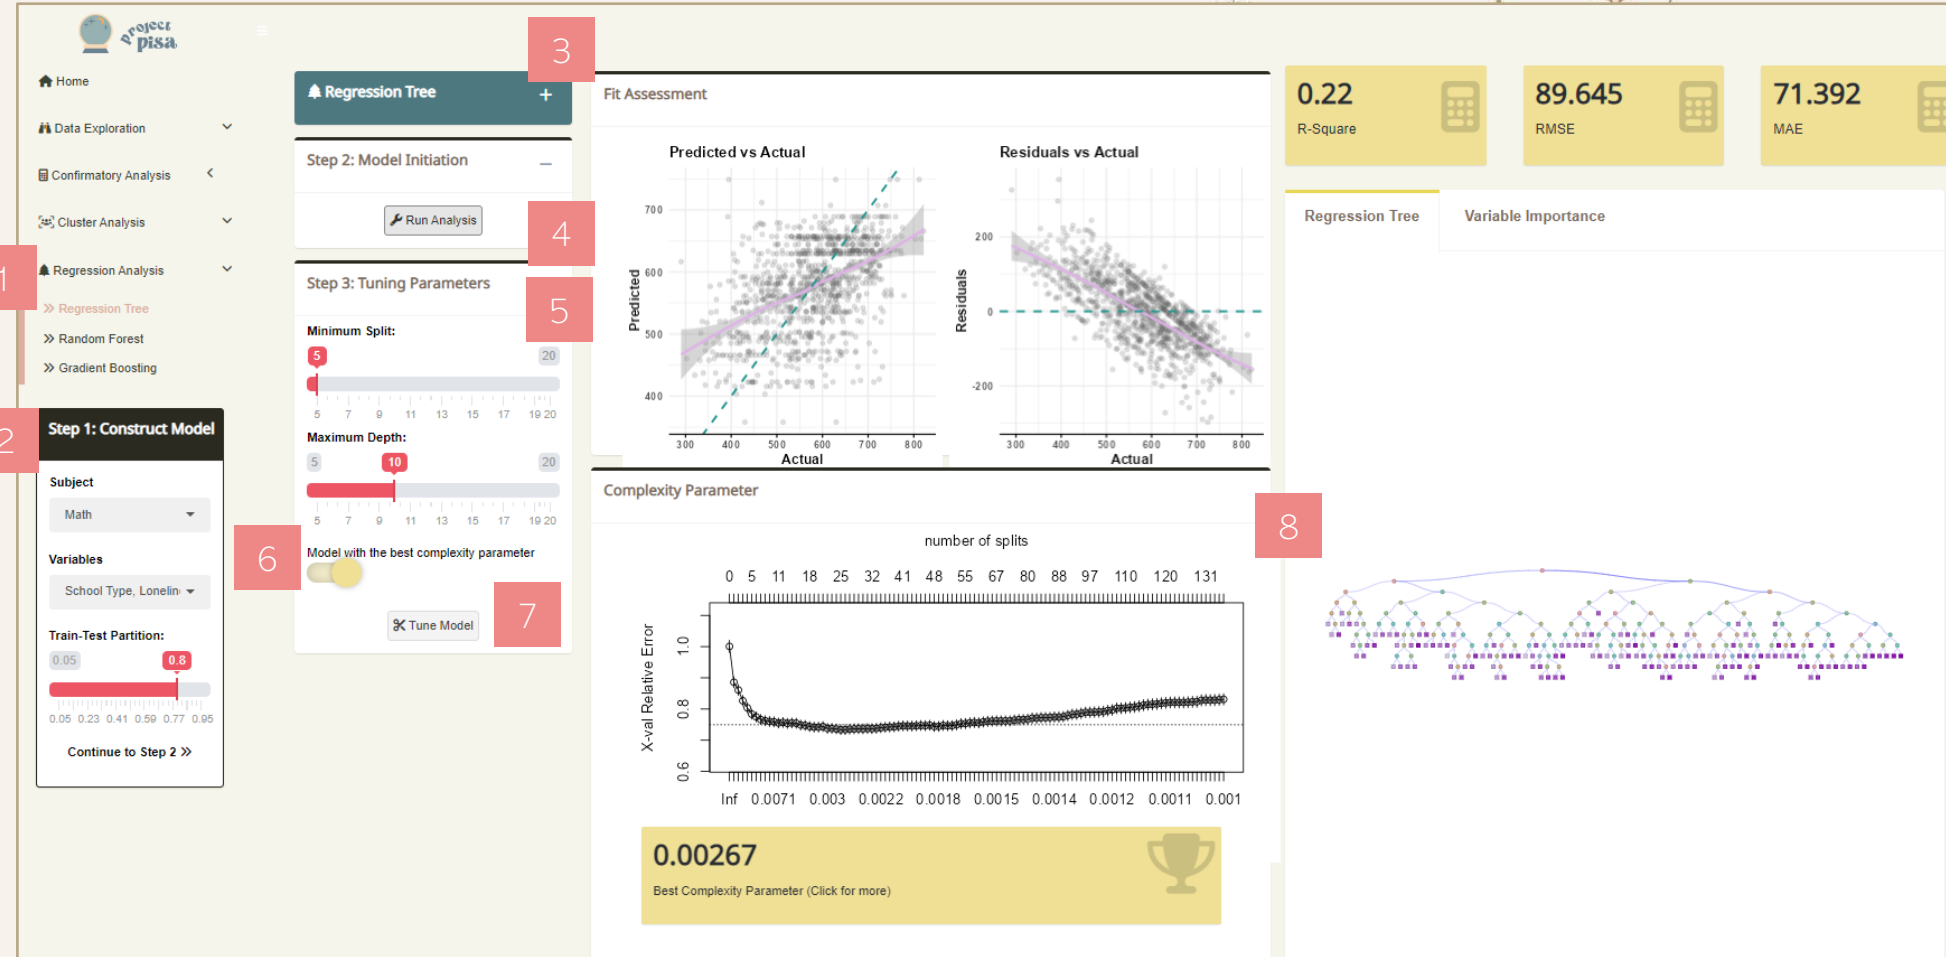 project
pisa
Home
Data Exploration
Confirmatory Analysis
Cluster Analysis
1
Regression Analysis
Regression Tree
Random Forest
Gradient Boosting
2
Step 1: Construct Model
Subject
Math
Variables
School Type, Lonelin
Train-Test Partition:
0.05 0.8
0.05 0.23 0.41 0.59 0.77 0.95
Continue to Step 2
3
Regression Tree
+
Step 2: Model Initiation
Run Analysis
4
Step 3: Tuning Parameters
5
Minimum Split:
5 20
5 7 9 11 13 15 17 19 20
Maximum Depth:
5 10 20
5 7 9 11 13 15 17 19 20
6
Model with the best complexity parameter
Tune Model
7
Fit Assessment
Predicted vs Actual
Predicted
700
600
500
400
300 400 500 600 700 800
Actual
Residuals vs Actual
Residuals
200
0
-200
300 400 500 600 700 800
Actual
Complexity Parameter
number of splits
0 5 11 18 25 32 41 48 55 67 80 88 97 110 120 131
X-val Relative Error
1.0
0.8
0.6
Inf 0.0071 0.003 0.0022 0.0018 0.0015 0.0014 0.0012 0.0011 0.001
0.00267
Best Complexity Parameter (Click for more)
8
0.22
R-Square
89.645
RMSE
71.392
MAE
Regression Tree
Variable Importance